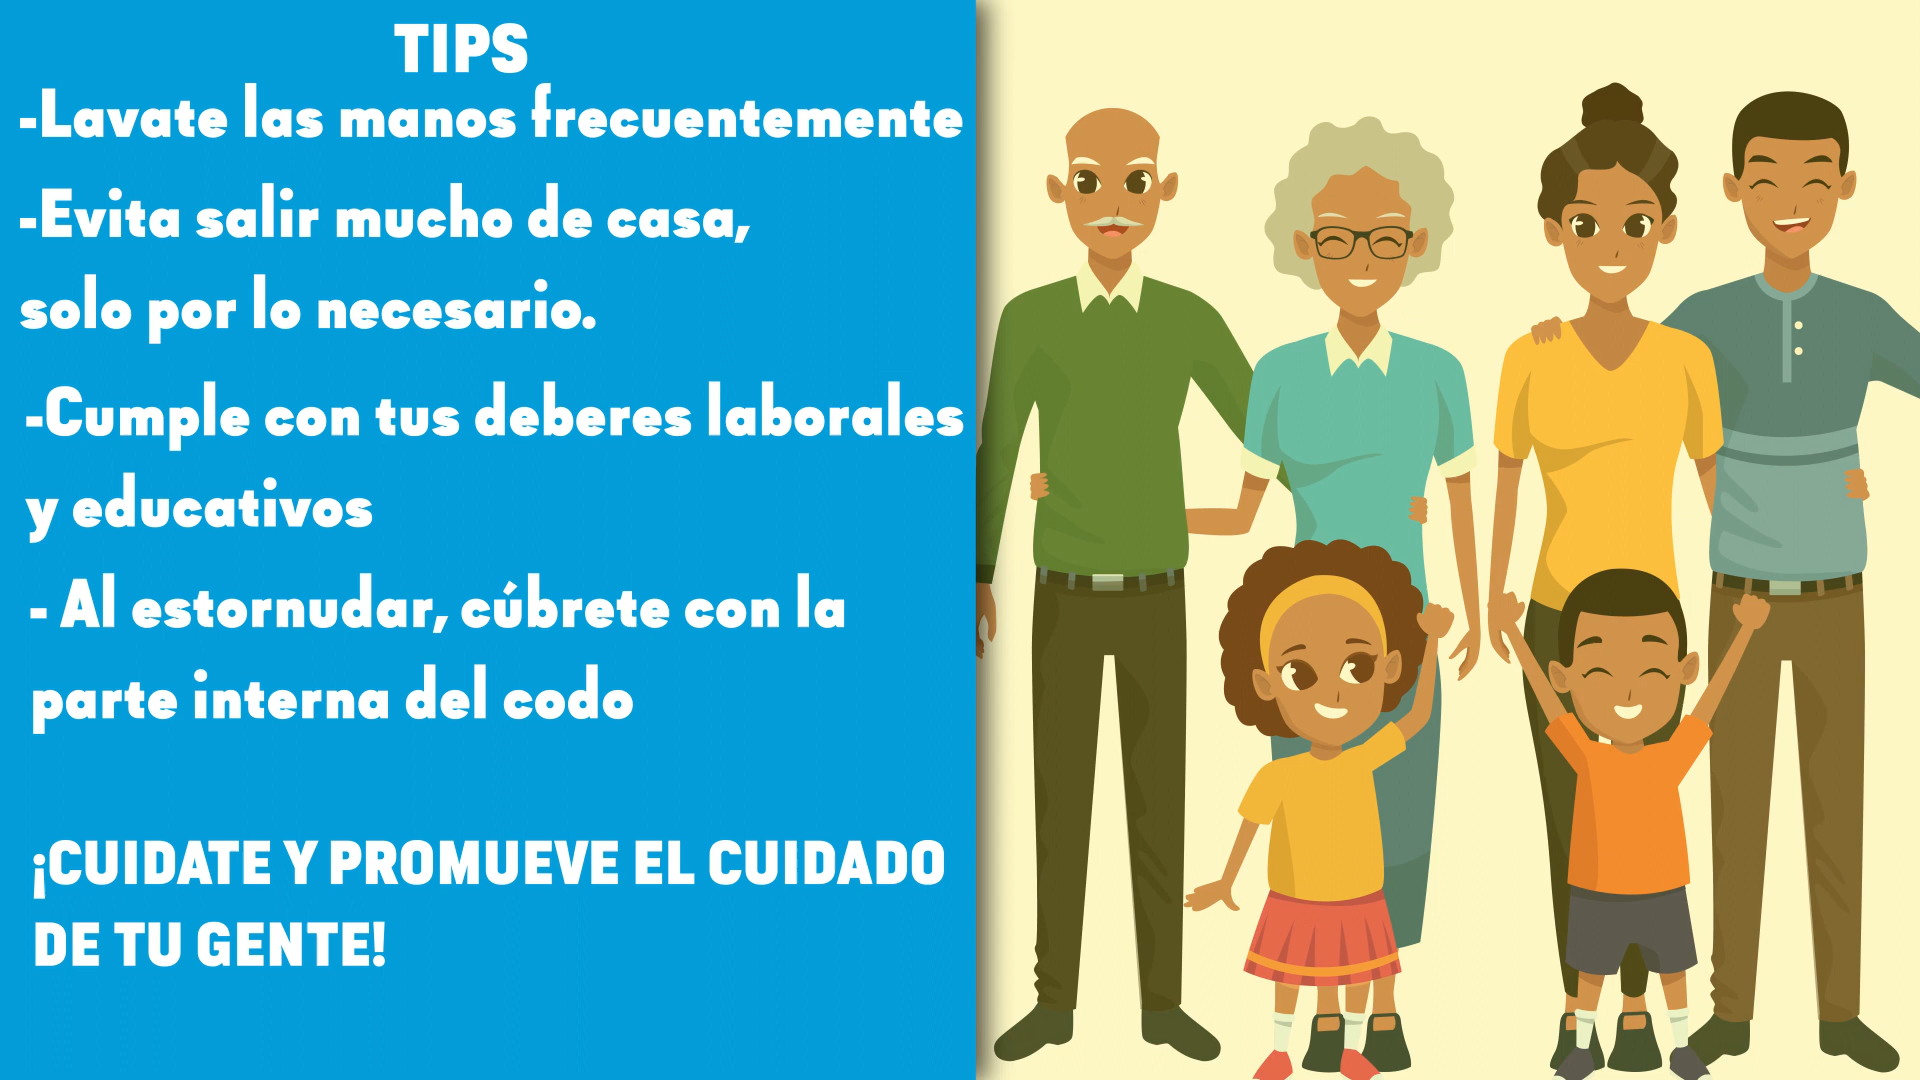 TIPS
-Lavate las manos frecuentemente
-Evita salir mucho de casa,
solo por lo necesario.
-Cumple con tus deberes laborales
y educativos
- Al estornudar, cúbrete con la
parte interna del codo
¡CUIDATE Y PROMUEVE EL CUIDADO
DE TU GENTE!